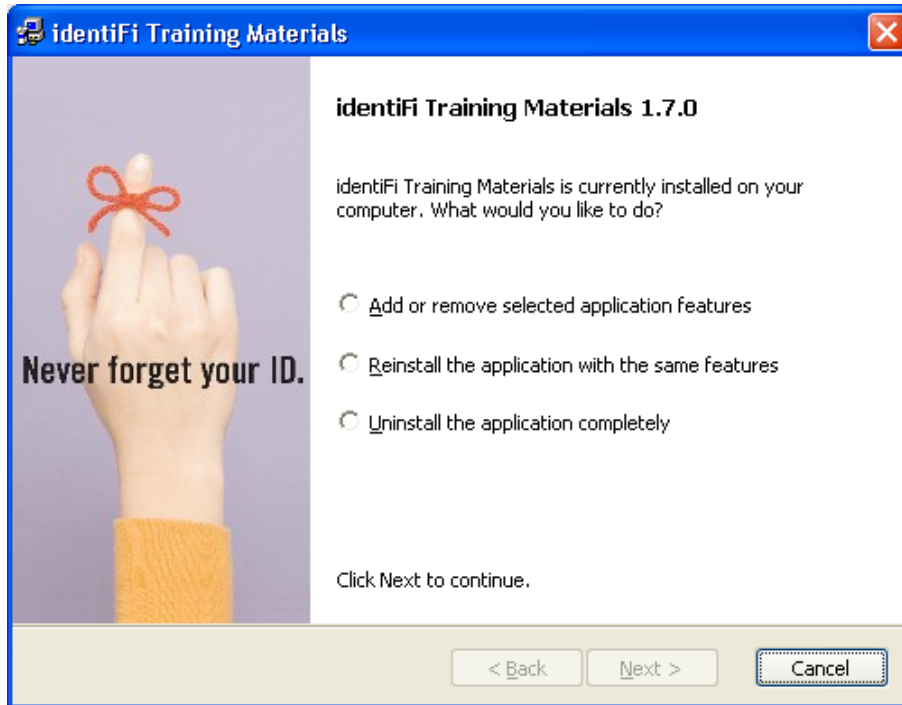 identiFi Training Materials
identiFi Training Materials 1.7.0
identiFi Training Materials is currently installed on your
computer. What would you like to do?
Add or remove selected application features
Reinstall the application with the same features
Never forget your ID.
Uninstall the application completely
Click Next to continue.
< Back
Next >
Cancel